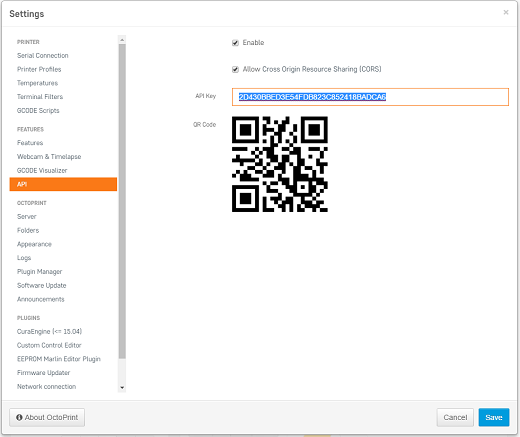 Settings
×
PRINTER
Serial Connection
Printer Profiles
Temperatures
Terminal Filters
GCODE Scripts
FEATURES
Features
Webcam & Timelapse
GCODE Visualizer
API
OCTOPRINT
Server
Folders
Appearance
Logs
Plugin Manager
Software Update
Announcements
PLUGINS
CuraEngine (<= 15.04)
Custom Control Editor
EEPROM Marlin Editor Plugin
Firmware Updater
Network connection
Enable
Allow Cross Origin Resource Sharing (CORS)
API Key
QR Code
About OctoPrint
Cancel
Save